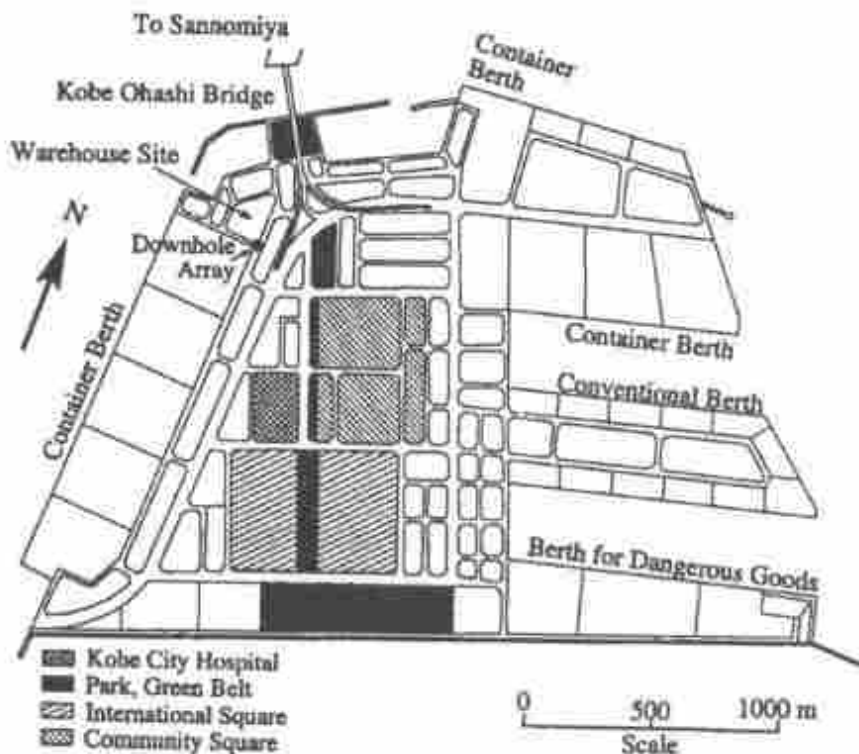 To Sannomiya
Container
Berth
Kobe Ohashi Bridge
Warehouse Site
N
Downhole
Array
Container Berth
Container Berth
Conventional Berth
Berth for Dangerous Goods
Kobe City Hospital
Park, Green Belt
International Square
Community Square
0 500 1000 m
Scale